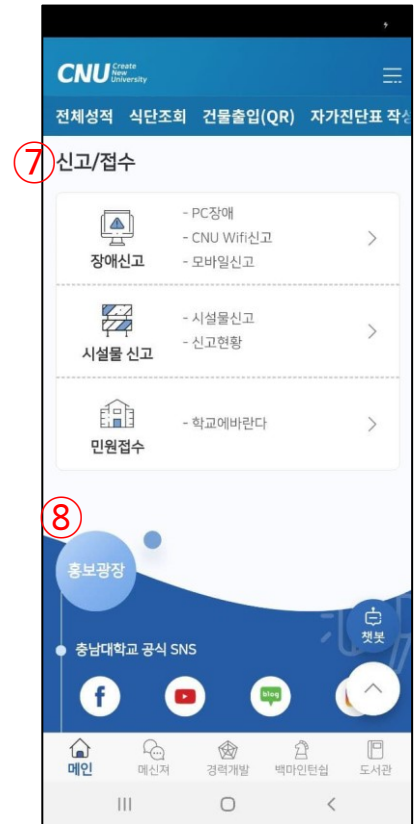 CNU Create
New
University
전체성적 식단조회 건물출입(QR) 자가진단표 작성
⑦ 신고/접수
장애신고
- PC장애
- CNU Wifi신고
- 모바일신고
시설물 신고
- 시설물신고
- 신고현황
민원접수
- 학교에바란다
⑧
홍보광장
챗봇
충남대학교 공식 SNS
f
blog
메인 메신져 경력개발 백마인턴쉽 도서관